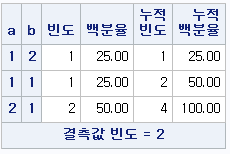 a b 빈도 백분율 누적 빈도 누적 백분율
1 2 1 25.00 1 25.00
1 1 1 25.00 2 50.00
2 1 2 50.00 4 100.00
결측값 빈도 = 2